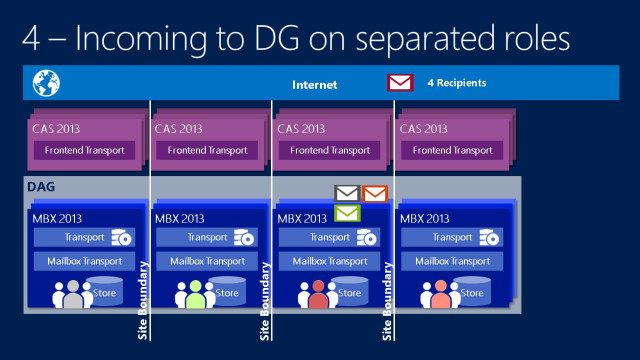 4 – Incoming to DG on separated roles
Internet
4 Recipients
CAS 2013
Frontend Transport
CAS 2013
Frontend Transport
CAS 2013
Frontend Transport
CAS 2013
Frontend Transport
DAG
MBX 2013
Transport
Mailbox Transport
Store
MBX 2013
Transport
Mailbox Transport
Store
MBX 2013
Transport
Mailbox Transport
Store
MBX 2013
Transport
Mailbox Transport
Store
Site Boundary
Site Boundary
Site Boundary